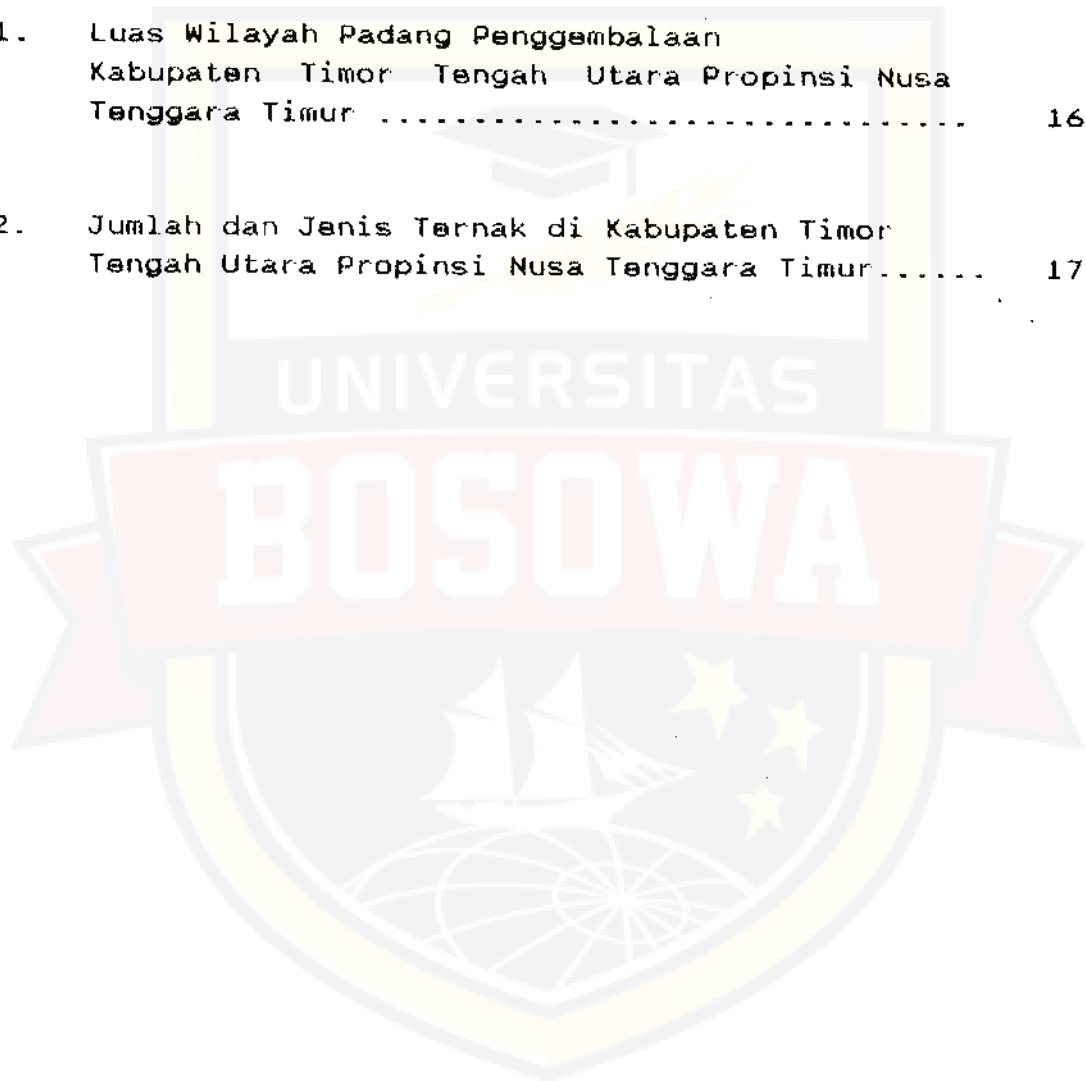 1. Luas Wilayah Padang Penggembalaan
Kabupaten Timor Tengah Utara Propinsi Nusa
Tenggara Timur ............................... 16
2. Jumlah dan Jenis Ternak di Kabupaten Timor
Tengah Utara Propinsi Nusa Tenggara Timur...... 17
UNIVERSITAS
BOSOWA